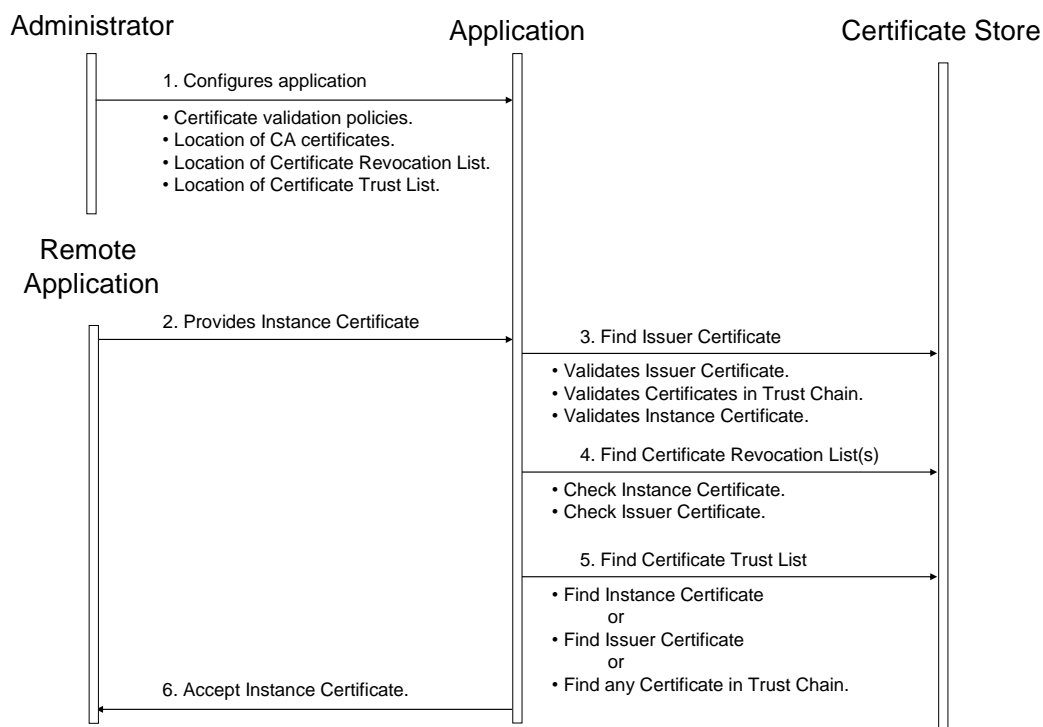 Administrator
Application
Certificate Store
1. Configures application
• Certificate validation policies.
• Location of CA certificates.
• Location of Certificate Revocation List.
• Location of Certificate Trust List.
Remote
Application
2. Provides Instance Certificate
3. Find Issuer Certificate
• Validates Issuer Certificate.
• Validates Certificates in Trust Chain.
• Validates Instance Certificate.
4. Find Certificate Revocation List(s)
• Check Instance Certificate.
• Check Issuer Certificate.
5. Find Certificate Trust List
• Find Instance Certificate
or
• Find Issuer Certificate
or
• Find any Certificate in Trust Chain.
6. Accept Instance Certificate.